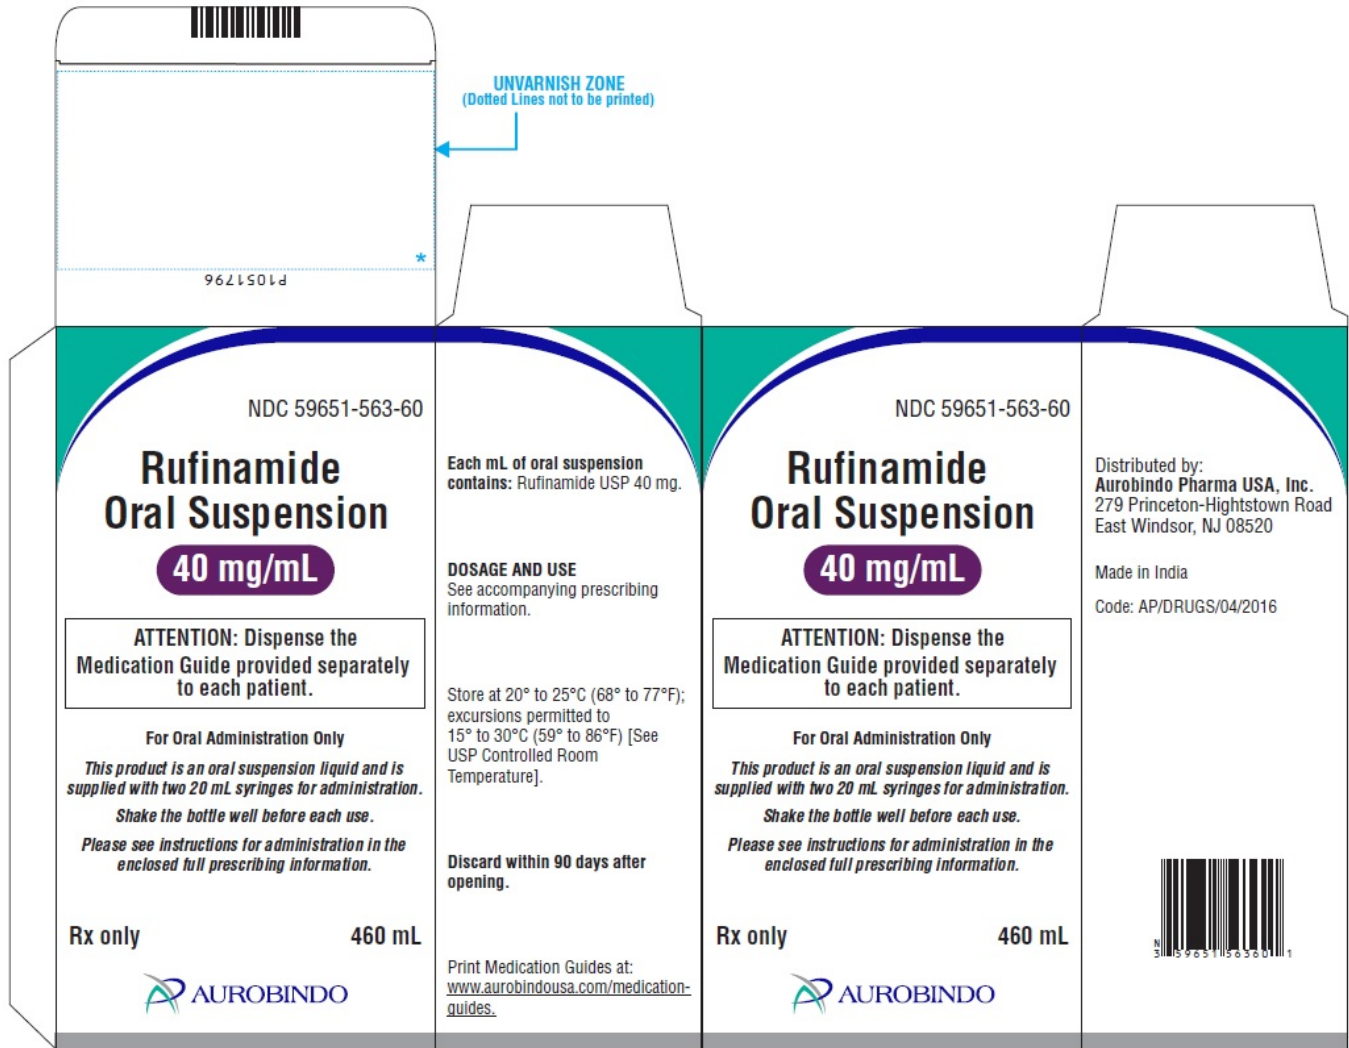 UNVARNISH ZONE
(Dotted Lines not to be printed)
*
P1051796
NDC 59651-563-60
Rufinamide
Oral Suspension
40 mg/mL
ATTENTION: Dispense the
Medication Guide provided separately
to each patient.
For Oral Administration Only
This product is an oral suspension liquid and is
supplied with two 20 mL syringes for administration.
Shake the bottle well before each use.
Please see instructions for administration in the
enclosed full prescribing information.
Rx only 460 mL
AUROBINDO
Each mL of oral suspension
contains: Rufinamide USP 40 mg.
DOSAGE AND USE
See accompanying prescribing
information.
Store at 20° to 25°C (68° to 77°F);
excursions permitted to
15° to 30°C (59° to 86°F) [See
USP Controlled Room
Temperature].
Discard within 90 days after
opening.
Print Medication Guides at:
www.aurobindousa.com/medication-
guides.
NDC 59651-563-60
Rufinamide
Oral Suspension
40 mg/mL
ATTENTION: Dispense the
Medication Guide provided separately
to each patient.
For Oral Administration Only
This product is an oral suspension liquid and is
supplied with two 20 mL syringes for administration.
Shake the bottle well before each use.
Please see instructions for administration in the
enclosed full prescribing information.
Rx only 460 mL
AUROBINDO
Distributed by:
Aurobindo Pharma USA, Inc.
279 Princeton-Hightstown Road
East Windsor, NJ 08520
Made in India
Code: AP/DRUGS/04/2016
N
3 59651 56360 1